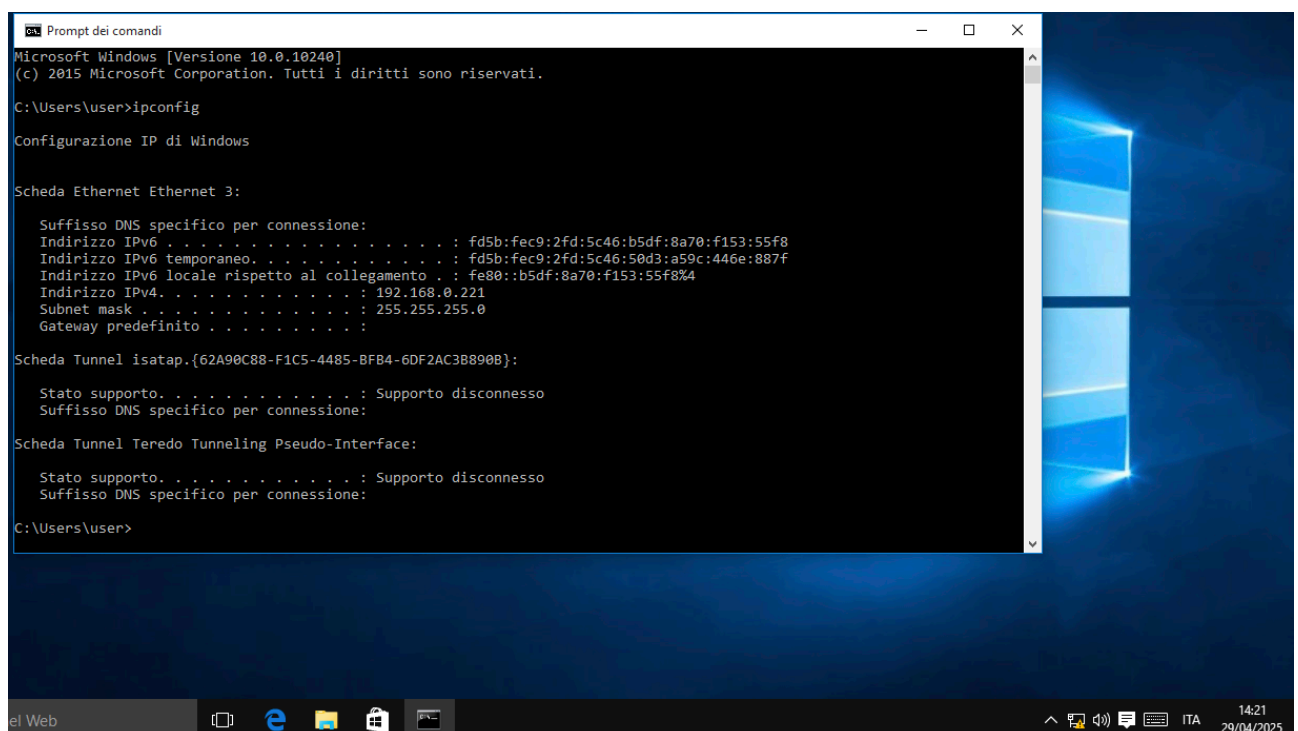 Prompt dei comandi
Microsoft Windows [Versione 10.0.10240]
(c) 2015 Microsoft Corporation. Tutti i diritti sono riservati.
C:\Users\user>ipconfig
Configurazione IP di Windows
Scheda Ethernet Ethernet 3:
Suffisso DNS specifico per connessione:
Indirizzo IPv6 . . . . . . . . . . . . . . . . . : fd5b:fec9:2fd:5c46:b5df:8a70:f153:55f8
Indirizzo IPv6 temporaneo. . . . . . . . . . . . : fd5b:fec9:2fd:5c46:50d3:a59c:446e:887f
Indirizzo IPv6 locale rispetto al collegamento . : fe80::b5df:8a70:f153:55f8%4
Indirizzo IPv4. . . . . . . . . . . . : 192.168.0.221
Subnet mask . . . . . . . . . . . . . : 255.255.255.0
Gateway predefinito . . . . . . . . . :
Scheda Tunnel isatap.{62A90C88-F1C5-4485-BFB4-6DF2AC3B890B}:
Stato supporto. . . . . . . . . . . . : Supporto disconnesso
Suffisso DNS specifico per connessione:
Scheda Tunnel Teredo Tunneling Pseudo-Interface:
Stato supporto. . . . . . . . . . . . : Supporto disconnesso
Suffisso DNS specifico per connessione:
C:\Users\user>
el Web
ITA
14:21
29/04/2025